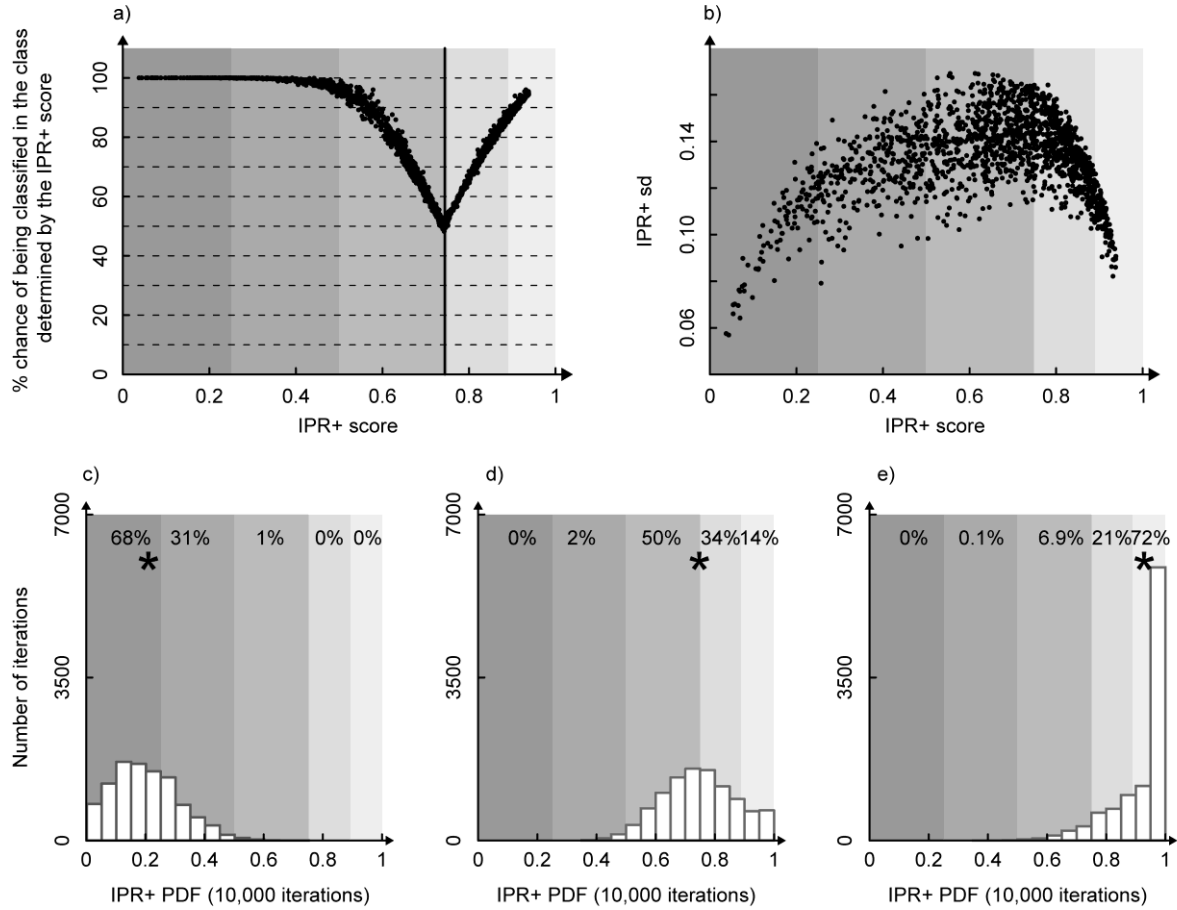 a)
% chance of being classified in the class
determined by the IPR+ score
100
80
60
40
20
0
0 0.2 0.4 0.6 0.8 1
IPR+ score
b)
IPR+ sd
0.14
0.10
0.06
0 0.2 0.4 0.6 0.8 1
IPR+ score
c)
Number of iterations
7000
3500
0
68% 31% 1% 0% 0%
*
0 0.2 0.4 0.6 0.8 1
IPR+ PDF (10,000 iterations)
d)
7000
3500
0
0% 2% 50% 34% 14%
*
0 0.2 0.4 0.6 0.8 1
IPR+ PDF (10,000 iterations)
e)
7000
3500
0
0% 0.1% 6.9% 21% 72%
*
0 0.2 0.4 0.6 0.8 1
IPR+ PDF (10,000 iterations)